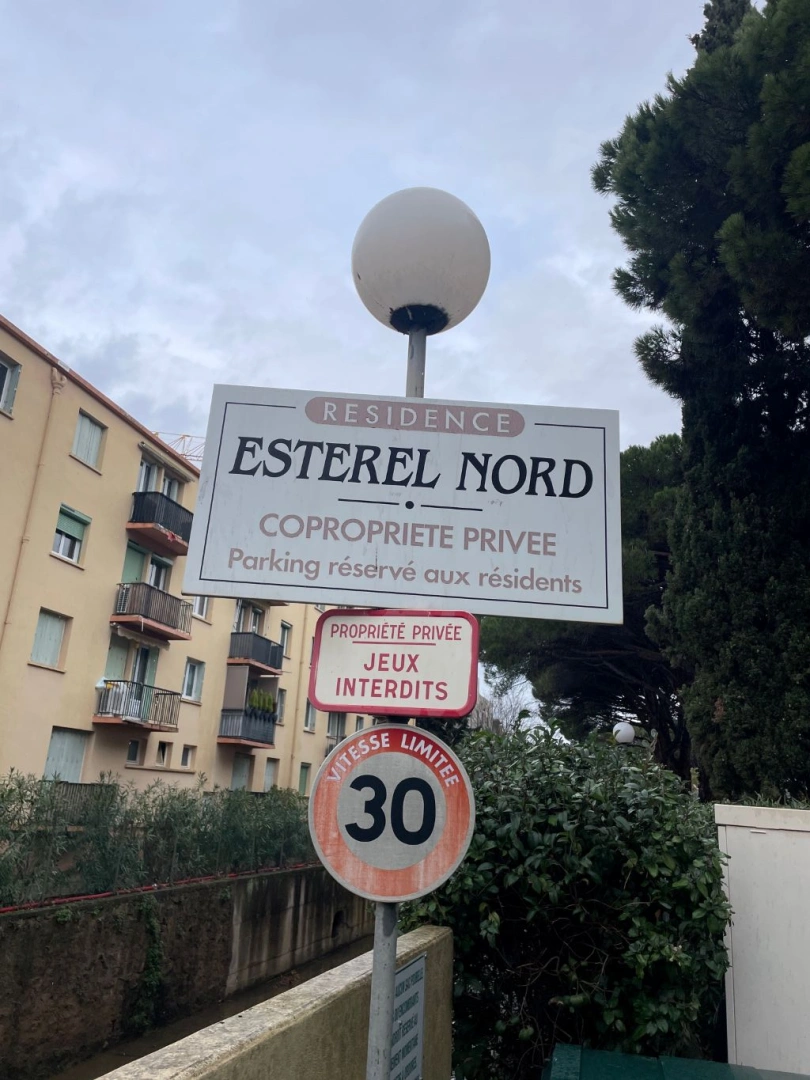 RESIDENCE
ESTEREL NORD
COPROPRIETE PRIVEE
Parking réservé aux résidents
PROPRIÉTÉ PRIVÉE
JEUX
INTERDITS
VITESSE LIMITEE
30